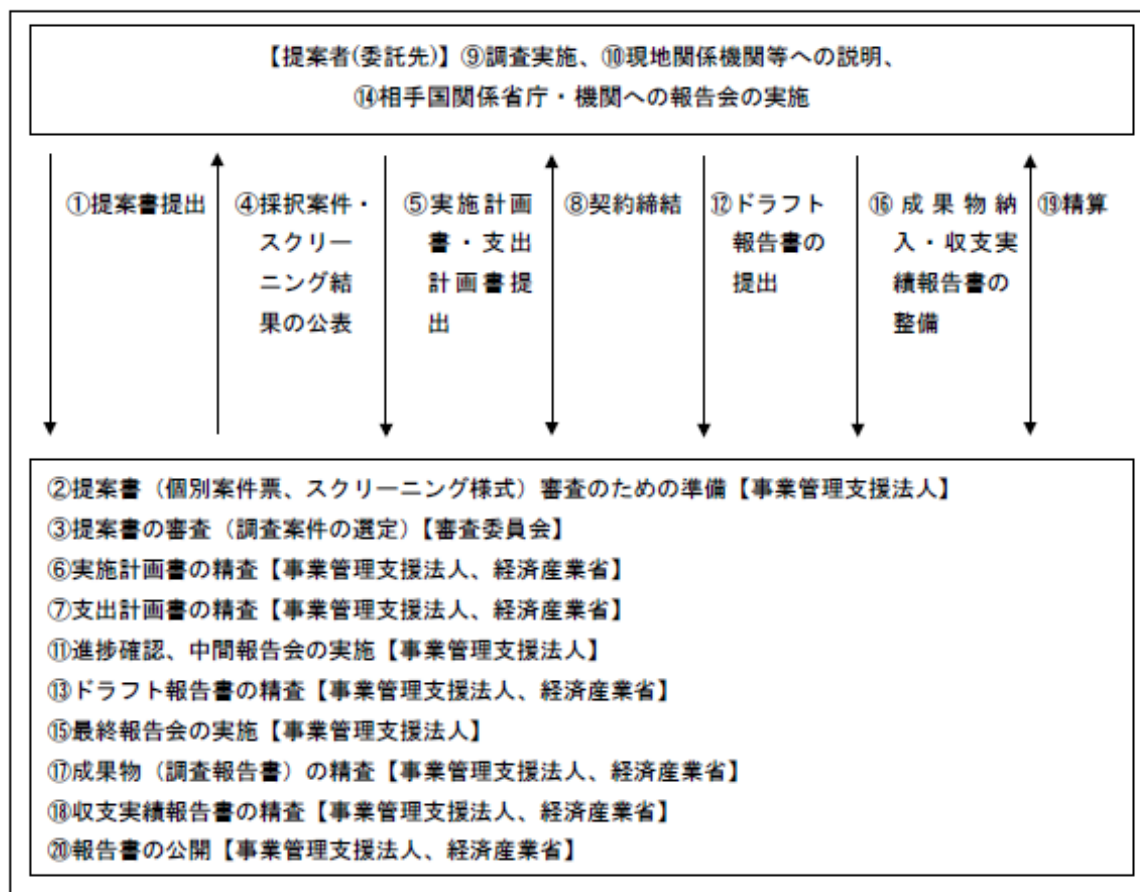 【提案者(委託先)】⑨調査実施、⑩現地関係機関等への説明、
⑭相手国関係省庁・機関への報告会の実施
①提案書提出
④採択案件・
スクリー
ニング結
果の公表
⑤実施計画
書・支出
計画書提
出
⑧契約締結
⑫ドラフト
報告書の
提出
⑯成果物納
入・収支実
績報告書の
整備
⑲精算
②提案書（個別案件票、スクリーニング様式）審査のための準備【事業管理支援法人】
③提案書の審査（調査案件の選定）【審査委員会】
⑥実施計画書の精査【事業管理支援法人、経済産業省】
⑦支出計画書の精査【事業管理支援法人、経済産業省】
⑪進捗確認、中間報告会の実施【事業管理支援法人】
⑬ドラフト報告書の精査【事業管理支援法人、経済産業省】
⑮最終報告会の実施【事業管理支援法人】
⑰成果物（調査報告書）の精査【事業管理支援法人、経済産業省】
⑱収支実績報告書の精査【事業管理支援法人、経済産業省】
⑳報告書の公開【事業管理支援法人、経済産業省】